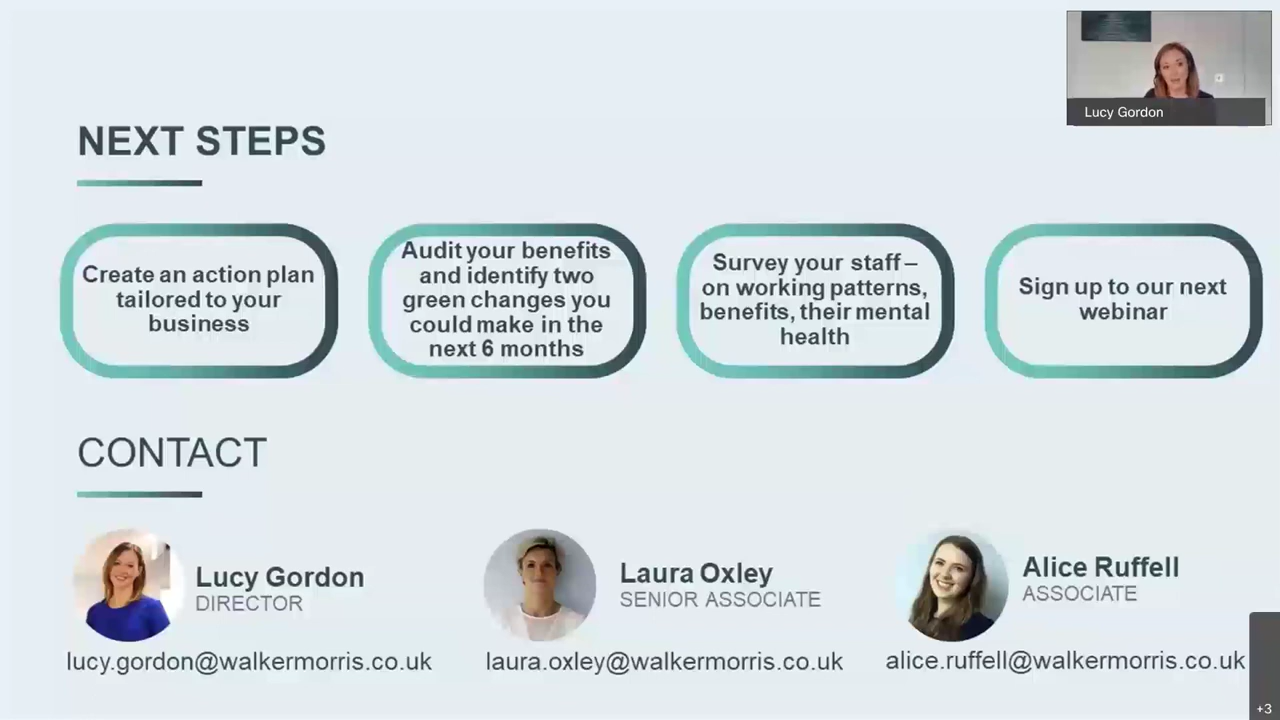 Lucy Gordon
NEXT STEPS
Create an action plan
tailored to your
business
Audit your benefits
and identify two
green changes you
could make in the
next 6 months
Survey your staff –
on working patterns,
benefits, their mental
health
Sign up to our next
webinar
CONTACT
Lucy Gordon
DIRECTOR
lucy.gordon@walkermorris.co.uk
Laura Oxley
SENIOR ASSOCIATE
laura.oxley@walkermorris.co.uk
Alice Ruffell
ASSOCIATE
alice.ruffell@walkermorris.co.uk
+3